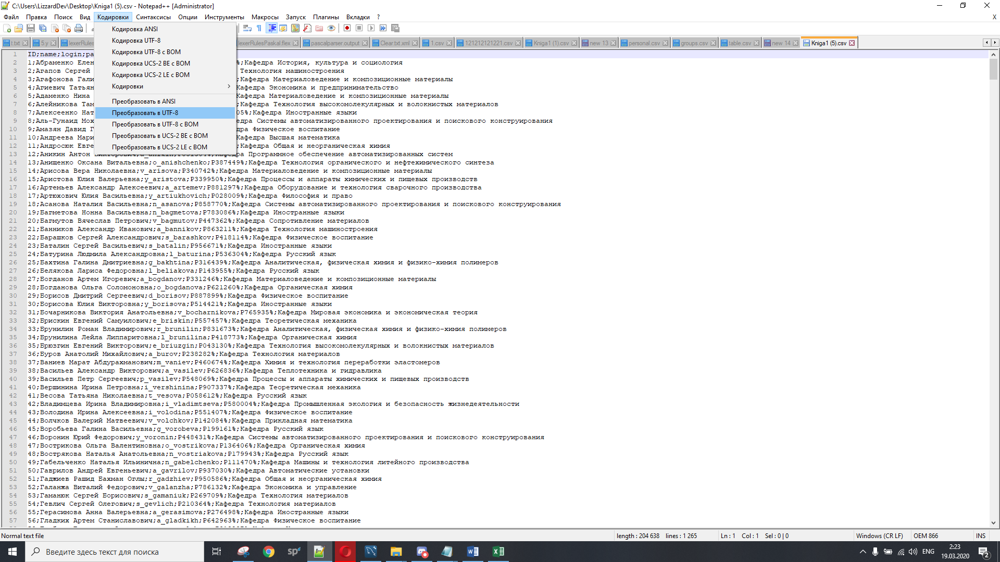 C:\Users\LizzardDev\Desktop\Kniga1 (5).csv - Notepad++ [Administrator]
Файл Правка Поиск Вид Кодировки Синтаксисы Опции Инструменты Макросы Запуск Плагины Вкладки ? X
t.txt 5.y lexerRules lexerRulesPaskal.flex pascalparser.output Clear.txt.xml 1.csv 121212121221.csv Kniga1 (1).csv new 13 personal.csv groups.csv table.csv new 14 Kniga1 (5).csv
Кодировка ANSI
Кодировка UTF-8
Кодировка UTF-8 с BOM
Кодировка UCS-2 BE с BOM
Кодировка UCS-2 LE с BOM
Кодировки
Преобразовать в ANSI
Преобразовать в UTF-8
Преобразовать в UTF-8 с BOM
Преобразовать в UCS-2 BE с BOM
Преобразовать в UCS-2 LE с BOM
1 ID;name;login;pa
2 1;Абраменко Елен %;Кафедра История, культура и социология
3 2;Агапов Сергей Технология машиностроения
4 3;Агафонова Гали ;Кафедра Материаловедение и композиционные материалы
5 4;Агиевич Татьян Кафедра Экономика и предпринимательство
6 5;Адаменко Нина Кафедра Материаловедение и композиционные материалы
7 6;Алейникова Там ;Кафедра Технология высокомолекулярных и волокнистых материалов
8 7;Алексеенко Нат 05%;Кафедра Иностранные языки
9 8;Аль-Гунаид Мох едра Системы автоматизированного проектирования и поискового конструирования
10 9;Амазян Давид Г дра Физическое воспитание
11 10;Андреева Мари Кафедра Высшая математика
12 11;Андросюк Евге ;Кафедра Общая и неорганическая химия
13 12;Аникин Антон Викторович;a_anikin;P031304%;Кафедра Программное обеспечение автоматизированных систем
14 13;Анищенко Оксана Витальевна;o_anishchenko;P387449%;Кафедра Технология органического и нефтехимического синтеза
15 14;Арисова Вера Николаевна;v_arisova;P340742%;Кафедра Материаловедение и композиционные материалы
16 15;Аристова Юлия Валерьевна;y_aristova;P339950%;Кафедра Процессы и аппараты химических и пищевых производств
17 16;Артемьев Александр Алексеевич;a_artemev;P881297%;Кафедра Оборудование и технология сварочного производства
18 17;Артюхович Юлия Васильевна;y_artiukhovich;P028009%;Кафедра Философия и право
19 18;Асанова Наталия Васильевна;n_asanova;P858770%;Кафедра Системы автоматизированного проектирования и поискового конструирования
20 19;Багметова Нонна Васильевна;n_bagmetova;P783086%;Кафедра Иностранные языки
21 20;Багмутов Вячеслав Петрович;v_bagmutov;P447362%;Кафедра Сопротивление материалов
22 21;Банников Александр Иванович;a_bannikov;P863211%;Кафедра Технология машиностроения
23 22;Барашков Сергей Александрович;s_barashkov;P418114%;Кафедра Физическое воспитание
24 23;Баталин Сергей Васильевич;s_batalin;P956671%;Кафедра Иностранные языки
25 24;Батурина Людмила Александровна;l_baturina;P536304%;Кафедра Русский язык
26 25;Бахтина Галина Дмитриевна;g_bakhtina;P316439%;Кафедра Аналитическая, физическая химия и физико-химия полимеров
27 26;Белякова Лариса Федоровна;l_beliakova;P143955%;Кафедра Русский язык
28 27;Богданов Артем Игоревич;a_bogdanov;P331246%;Кафедра Материаловедение и композиционные материалы
29 28;Богданова Ольга Соломоновна;o_bogdanova;P621260%;Кафедра Органическая химия
30 29;Борисов Дмитрий Сергеевич;d_borisov;P887899%;Кафедра Физическое воспитание
31 30;Борисова Юлия Викторовна;y_borisova;P514421%;Кафедра Иностранные языки
32 31;Бочарникова Виктория Анатольевна;v_bocharnikova;P765935%;Кафедра Мировая экономика и экономическая теория
33 32;Брискин Евгений Самуилович;e_briskin;P557457%;Кафедра Теоретическая механика
34 33;Брунилин Роман Владимирович;r_brunilin;P831673%;Кафедра Аналитическая, физическая химия и физико-химия полимеров
35 34;Брунилина Лейла Липпаритовна;l_brunilina;P418773%;Кафедра Органическая химия
36 35;Брюзгин Евгений Викторович;e_briuzgin;P043130%;Кафедра Технология высокомолекулярных и волокнистых материалов
37 36;Буров Анатолий Михайлович;a_burov;P238282%;Кафедра Технология материалов
38 37;Ваниев Марат Абдурахманович;m_vaniev;P460674%;Кафедра Химия и технология переработки эластомеров
39 38;Васильев Александр Викторович;a_vasilev;P626836%;Кафедра Теплотехника и гидравлика
40 39;Васильев Петр Сергеевич;p_vasilev;P548069%;Кафедра Процессы и аппараты химических и пищевых производств
41 40;Вершинина Ирина Петровна;i_vershinina;P907337%;Кафедра Теоретическая механика
42 41;Весова Татьяна Николаевна;t_vesova;P058612%;Кафедра Русский язык
43 42;Владимцева Ирина Владимировна;i_vladimtseva;P580004%;Кафедра Промышленная экология и безопасность жизнедеятельности
44 43;Володина Ирина Алексеевна;i_volodina;P551407%;Кафедра Физическое воспитание
45 44;Волчков Валерий Матвеевич;v_volchkov;P142084%;Кафедра Прикладная математика
46 45;Воробьева Галина Васильевна;g_vorobeva;P199161%;Кафедра Русский язык
47 46;Воронин Юрий Федорович;y_voronin;P448431%;Кафедра Системы автоматизированного проектирования и поискового конструирования
48 47;Вострикова Ольга Валентиновна;o_vostrikova;P136406%;Кафедра Органическая химия
49 48;Вострякова Наталья Анатольевна;n_vostriakova;P179943%;Кафедра Русский язык
50 49;Габельченко Наталья Ильинична;n_gabelchenko;P111470%;Кафедра Машины и технология литейного производства
51 50;Гаврилов Андрей Евгеньевич;a_gavrilov;P937030%;Кафедра Автоматические установки
52 51;Гаджиев Рашид Бахман Оглы;r_gadzhiev;P950586%;Кафедра Общая и неорганическая химия
53 52;Галанжа Виталий Федорович;v_galanzha;P786132%;Кафедра Экономика и управление
54 53;Гаманюк Сергей Борисович;s_gamaniuk;P269709%;Кафедра Технология материалов
55 54;Гевлич Сергей Олегович;s_gevlich;P210364%;Кафедра Технология материалов
56 55;Герасимова Анна Валерьевна;a_gerasimova;P276498%;Кафедра Иностранные языки
57 56;Гладких Артем Станиславович;a_gladkikh;P642963%;Кафедра Физическое воспитание
Normal text file length : 204 638 lines : 1 265 Ln : 1 Col : 1 Sel : 0 | 0 Windows (CR LF) OEM 866 INS
Введите здесь текст для поиска sp ENG 2:23
19.03.2020 2